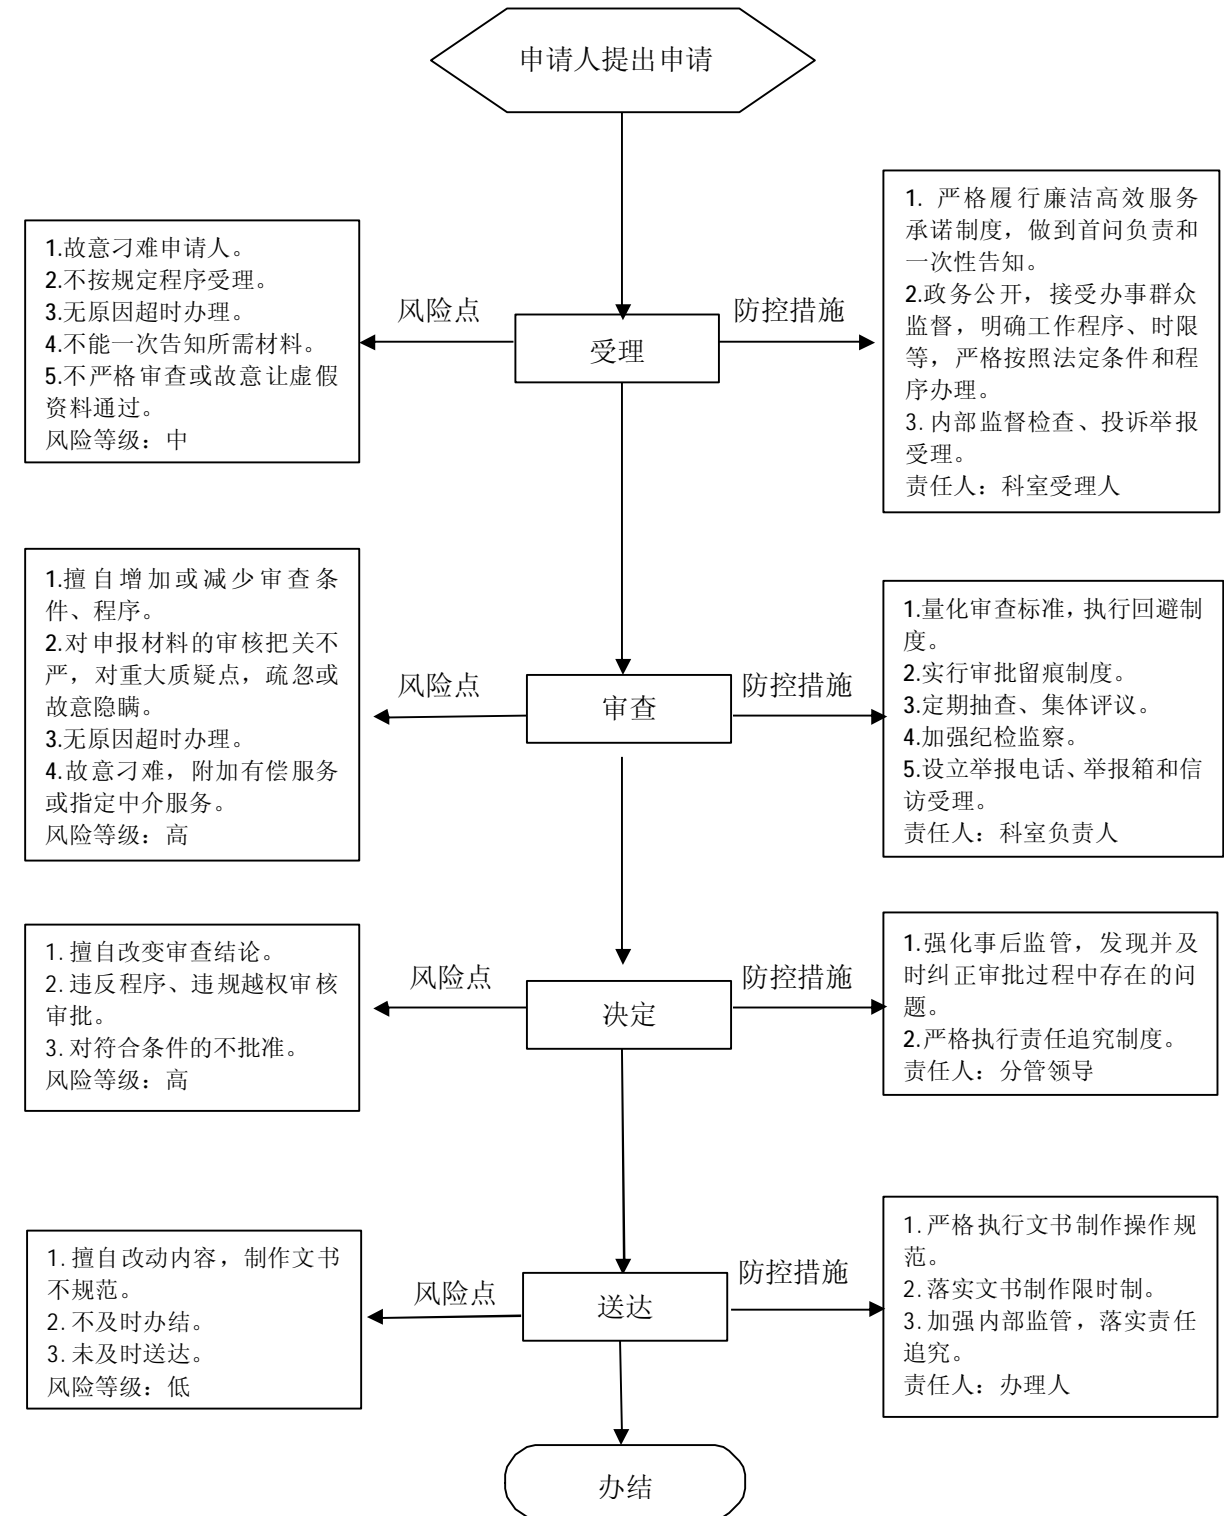 申请人提出申请
1.故意刁难申请人。
2.不按规定程序受理。
3.无原因超时办理。
4.不能一次告知所需材料。
5.不严格审查或故意让虚假
资料通过。
风险等级：中
风险点
受理
防控措施
1. 严格履行廉洁高效服务
承诺制度，做到首问负责和
一次性告知。
2.政务公开，接受办事群众
监督，明确工作程序、时限
等，严格按照法定条件和程
序办理。
3.内部监督检查、投诉举报
受理。
责任人：科室受理人
1.擅自增加或减少审查条
件、程序。
2.对申报材料的审核把关不
严，对重大质疑点，疏忽或
故意隐瞒。
3.无原因超时办理。
4.故意刁难，附加有偿服务
或指定中介服务。
风险等级：高
风险点
审查
防控措施
1.量化审查标准，执行回避制
度。
2.实行审批留痕制度。
3.定期抽查、集体评议。
4.加强纪检监察。
5.设立举报电话、举报箱和信
访受理。
责任人：科室负责人
1.擅自改变审查结论。
2.违反程序、违规越权审核
审批。
3.对符合条件的不批准。
风险等级：高
风险点
决定
防控措施
1.强化事后监管，发现并及
时纠正审批过程中存在的问
题。
2.严格执行责任追究制度。
责任人：分管领导
1.擅自改动内容，制作文书
不规范。
2.不及时办结。
3.未及时送达。
风险等级：低
风险点
送达
防控措施
1.严格执行文书制作操作规
范。
2.落实文书制作限时制。
3.加强内部监管，落实责任
追究。
责任人：办理人
办结